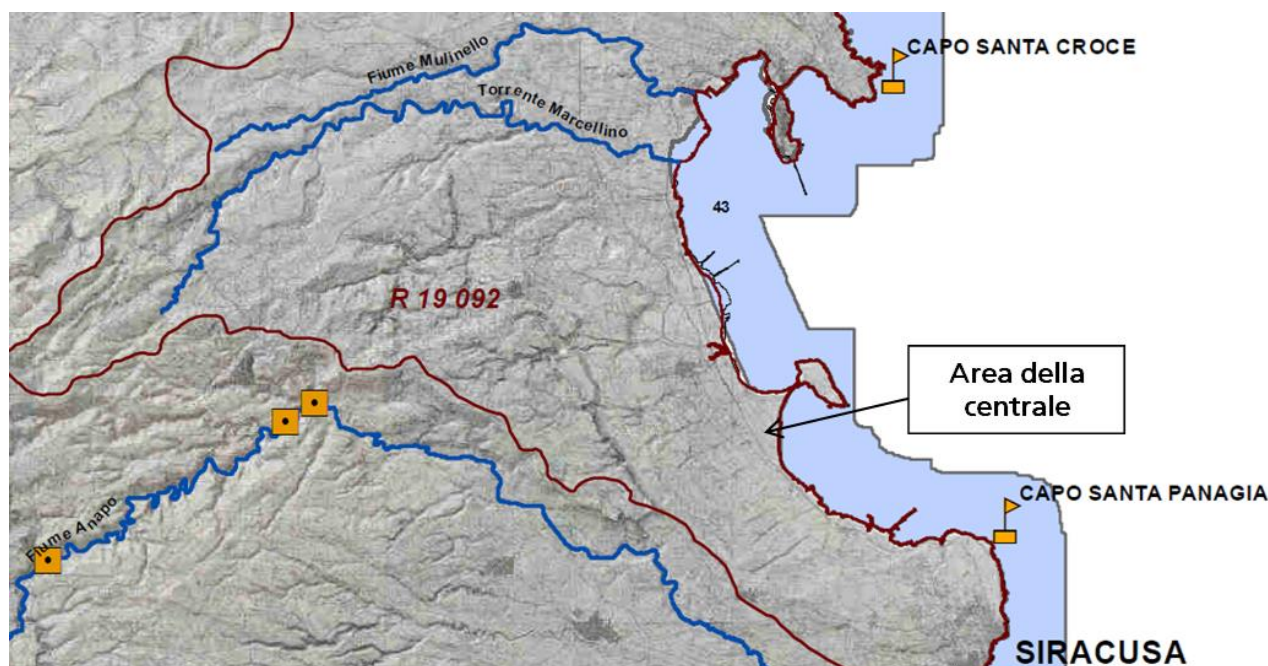 CAPO SANTA CROCE
Fiume Mulinello
Torrente Marcellino
43
R 19 092
Area della
centrale
CAPO SANTA PANAGIA
Fiume Anapo
SIRACUSA